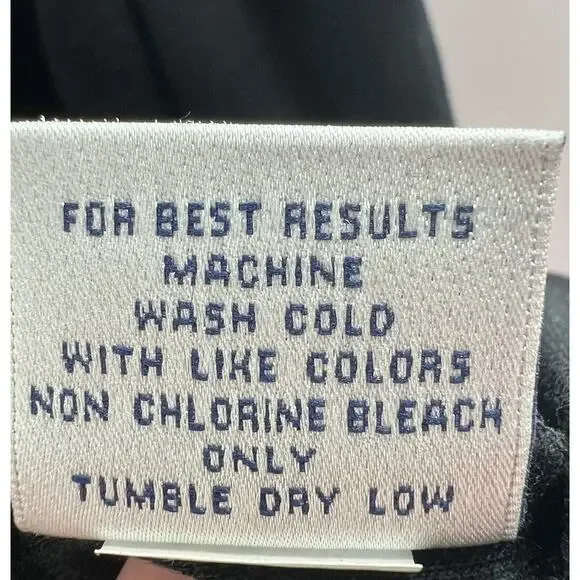 FOR BEST RESULTS
MACHINE
WASH COLD
WITH LIKE COLORS
NON CHLORINE BLEACH
ONLY
TUMBLE DRY LOW